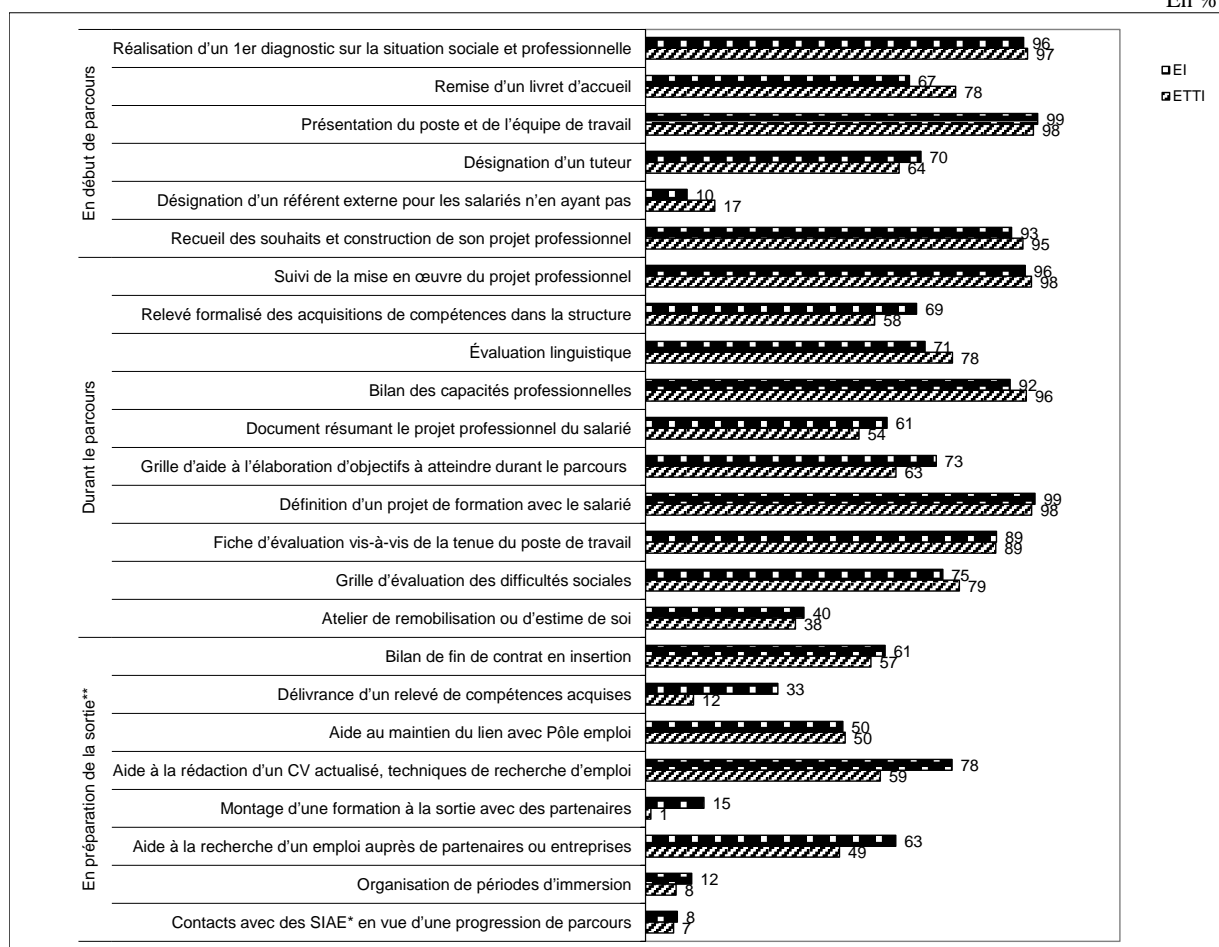 En %
EI
ETTI
En début de parcours
Réalisation d'un 1er diagnostic sur la situation sociale et professionnelle
96
97
Remise d'un livret d'accueil
67
78
Présentation du poste et de l'équipe de travail
99
98
Désignation d'un tuteur
70
64
Désignation d'un référent externe pour les salariés n'en ayant pas
10
17
Recueil des souhaits et construction de son projet professionnel
93
95
Durant le parcours
Suivi de la mise en œuvre du projet professionnel
96
98
Relevé formalisé des acquisitions de compétences dans la structure
69
58
Évaluation linguistique
71
78
Bilan des capacités professionnelles
92
96
Document résumant le projet professionnel du salarié
61
54
Grille d'aide à l'élaboration d'objectifs à atteindre durant le parcours
73
63
Définition d'un projet de formation avec le salarié
99
98
Fiche d'évaluation vis-à-vis de la tenue du poste de travail
89
89
Grille d'évaluation des difficultés sociales
75
79
Atelier de remobilisation ou d'estime de soi
40
38
En préparation de la sortie**
Bilan de fin de contrat en insertion
61
57
Délivrance d'un relevé de compétences acquises
33
12
Aide au maintien du lien avec Pôle emploi
50
50
Aide à la rédaction d'un CV actualisé, techniques de recherche d'emploi
78
59
Montage d'une formation à la sortie avec des partenaires
15
1
Aide à la recherche d'un emploi auprès de partenaires ou entreprises
63
49
Organisation de périodes d'immersion
12
8
Contacts avec des SIAE* en vue d'une progression de parcours
8
7